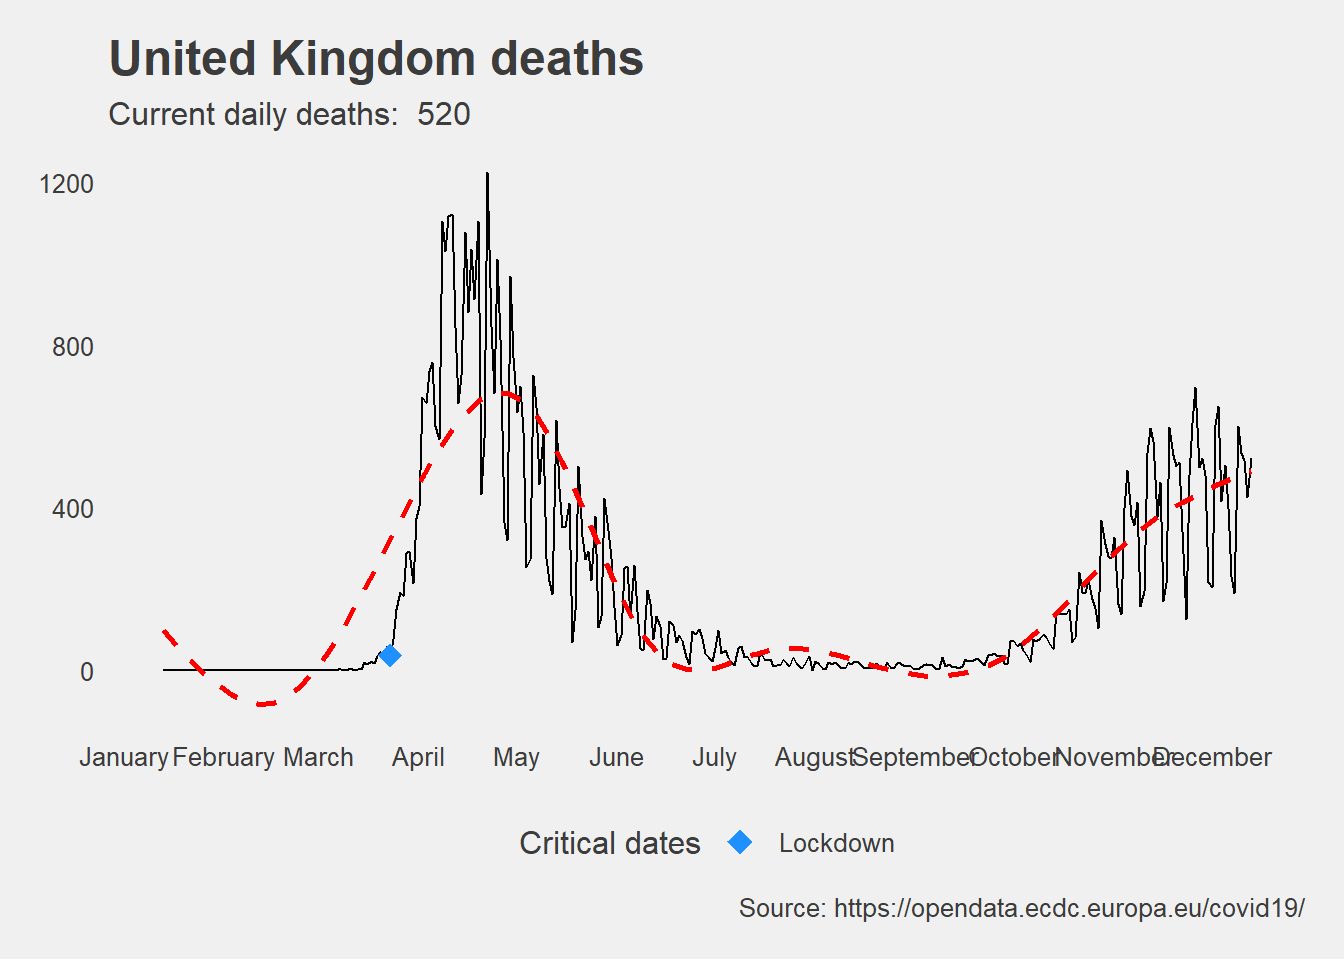 United Kingdom deaths
Current daily deaths:  520
1200
800
400
0
January February March April May June July August September October November December
Critical dates Lockdown
Source: https://opendata.ecdc.europa.eu/covid19/